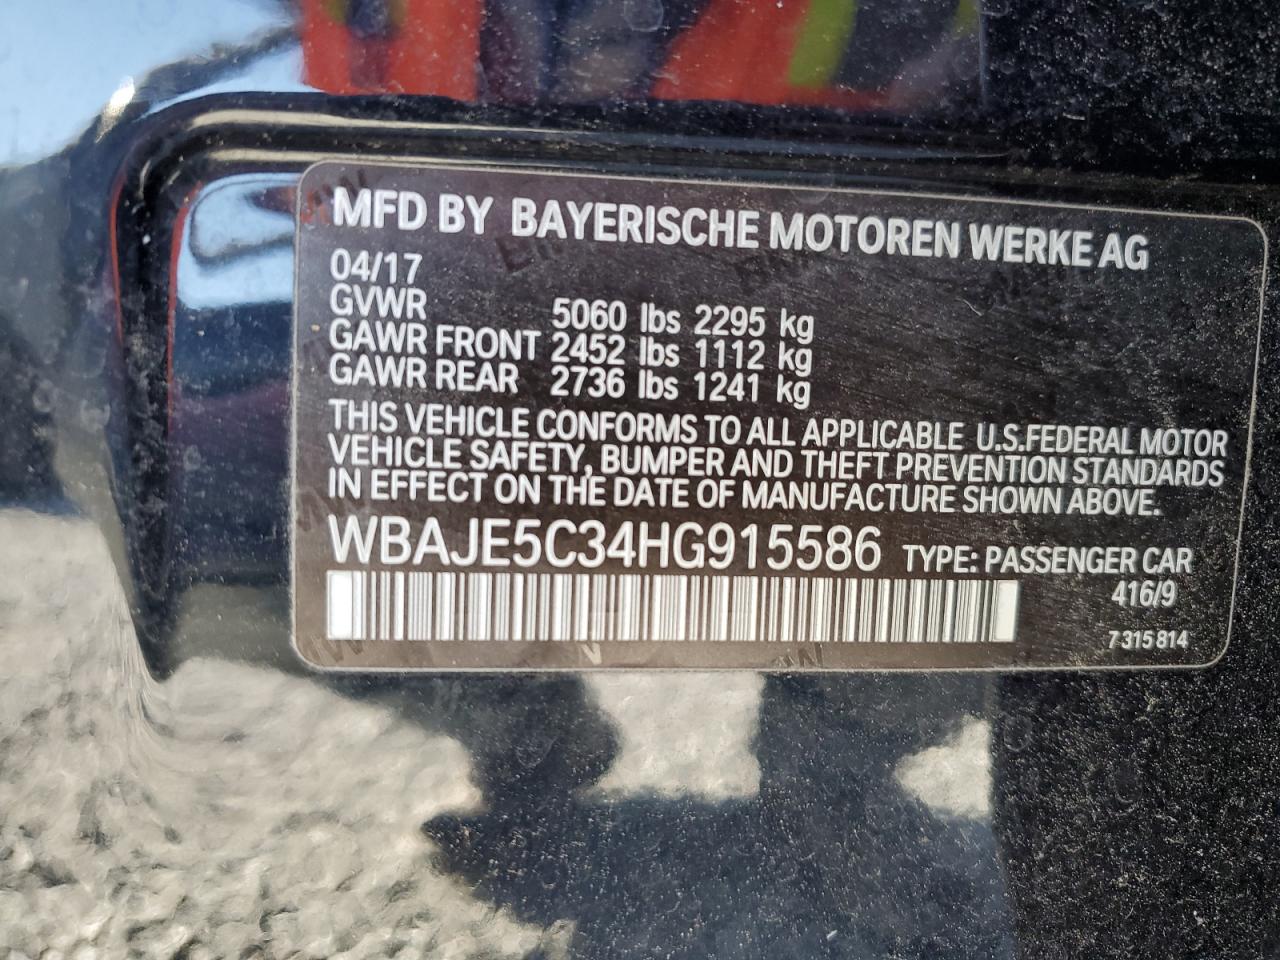 MFD BY BAYERISCHE MOTOREN WERKE AG
04/17
GVWR 5060 lbs 2295 kg
GAWR FRONT 2452 lbs 1112 kg
GAWR REAR 2736 lbs 1241 kg
THIS VEHICLE CONFORMS TO ALL APPLICABLE U.S.FEDERAL MOTOR
VEHICLE SAFETY, BUMPER AND THEFT PREVENTION STANDARDS
IN EFFECT ON THE DATE OF MANUFACTURE SHOWN ABOVE.
WBAJE5C34HG915586 TYPE: PASSENGER CAR
416/9
7 315 814